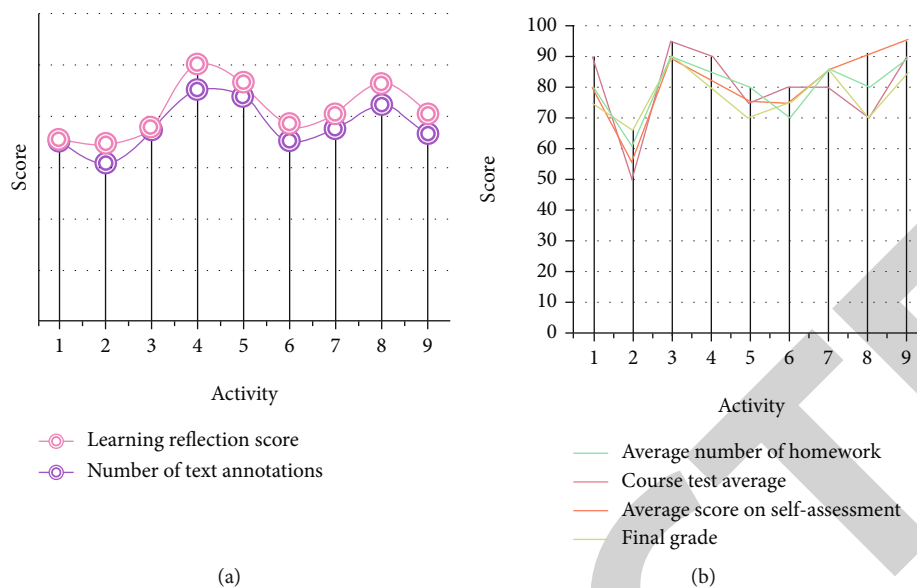 Score
1 2 3 4 5 6 7 8 9
Activity
Learning reflection score
Number of text annotations
(a)
100
90
80
70
60
50
40
30
20
10
0
Score
1 2 3 4 5 6 7 8 9
Activity
Average number of homework
Course test average
Average score on self-assessment
Final grade
(b)